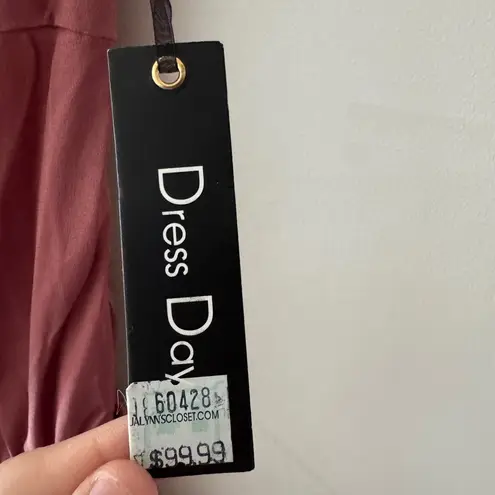 Dress Day
60428
JALYNNSCLOSET.COM
$99.99